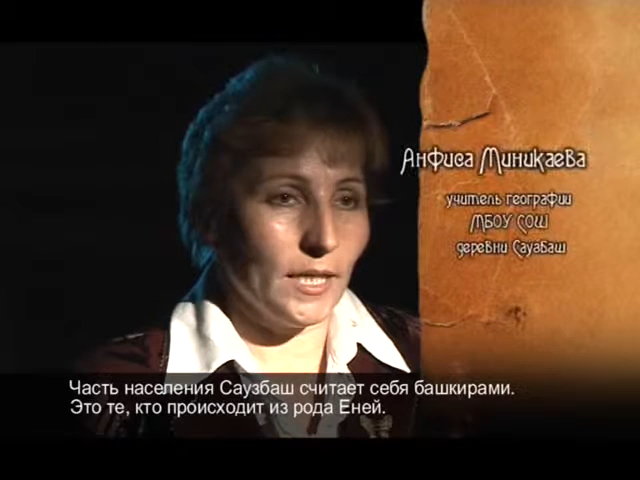 Анфиса Миникаева
учитель географии
МБОУ СОШ
деревни Саузбаш
Часть населения Саузбаш считает себя башкирами.
Это те, кто происходит из рода Еней.